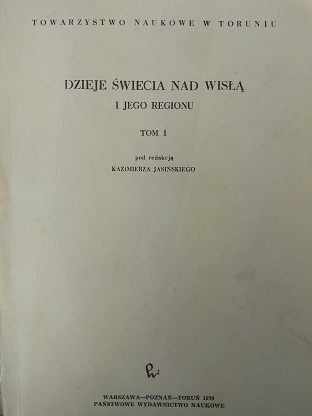 TOWARZYSTWO NAUKOWE W TORUNIU
DZIEJE ŚWIECIA NAD WISŁĄ
I JEGO REGIONU
TOM I
pod redakcją
KAZIMIERZA JASIŃSKIEGO
WARSZAWA—POZNAŃ—TORUŃ 1979
PAŃSTWOWE WYDAWNICTWO NAUKOWE